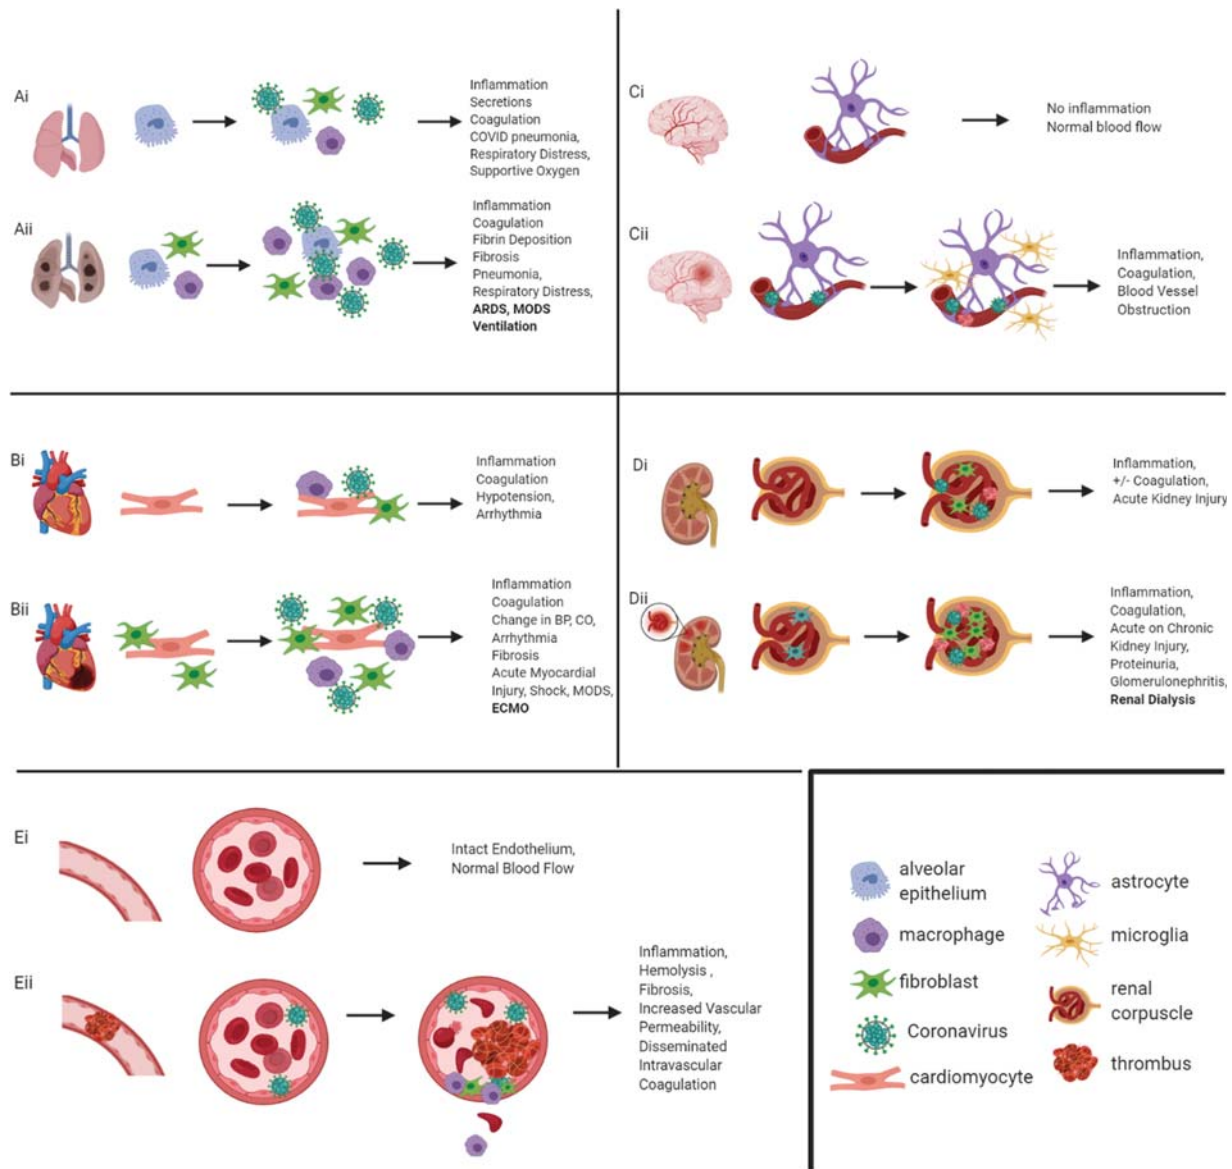 Ai
Inflammation
Secretions
Coagulation
COVID pneumonia,
Respiratory Distress,
Supportive Oxygen
Aii
Inflammation
Coagulation
Fibrin Deposition
Fibrosis
Pneumonia,
Respiratory Distress,
ARDS, MODS
Ventilation
Ci
No inflammation
Normal blood flow
Cii
Inflammation,
Coagulation,
Blood Vessel
Obstruction
Bi
Inflammation
Coagulation
Hypotension,
Arrhythmia
Bii
Inflammation
Coagulation
Change in BP, CO,
Arrhythmia
Fibrosis
Acute Myocardial
Injury, Shock, MODS,
ECMO
Di
Inflammation,
+/- Coagulation,
Acute Kidney Injury
Dii
Inflammation,
Coagulation,
Acute on Chronic
Kidney Injury,
Proteinuria,
Glomerulonephritis,
Renal Dialysis
Ei
Intact Endothelium,
Normal Blood Flow
Eii
Inflammation,
Hemolysis ,
Fibrosis,
Increased Vascular
Permeability,
Disseminated
Intravascular
Coagulation
alveolar
epithelium
macrophage
fibroblast
Coronavirus
cardiomyocyte
astrocyte
microglia
renal
corpuscle
thrombus